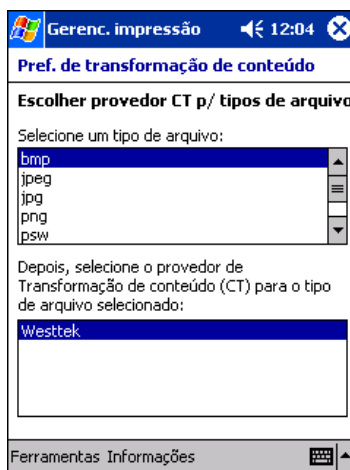 Gerenc. impressão 12:04
Pref. de transformação de conteúdo
Escolher provedor CT p/ tipos de arquivo
Selecione um tipo de arquivo:
bmp
jpeg
jpg
png
psw
Depois, selecione o provedor de
Transformação de conteúdo (CT) para o tipo
de arquivo selecionado:
Westtek
Ferramentas Informações